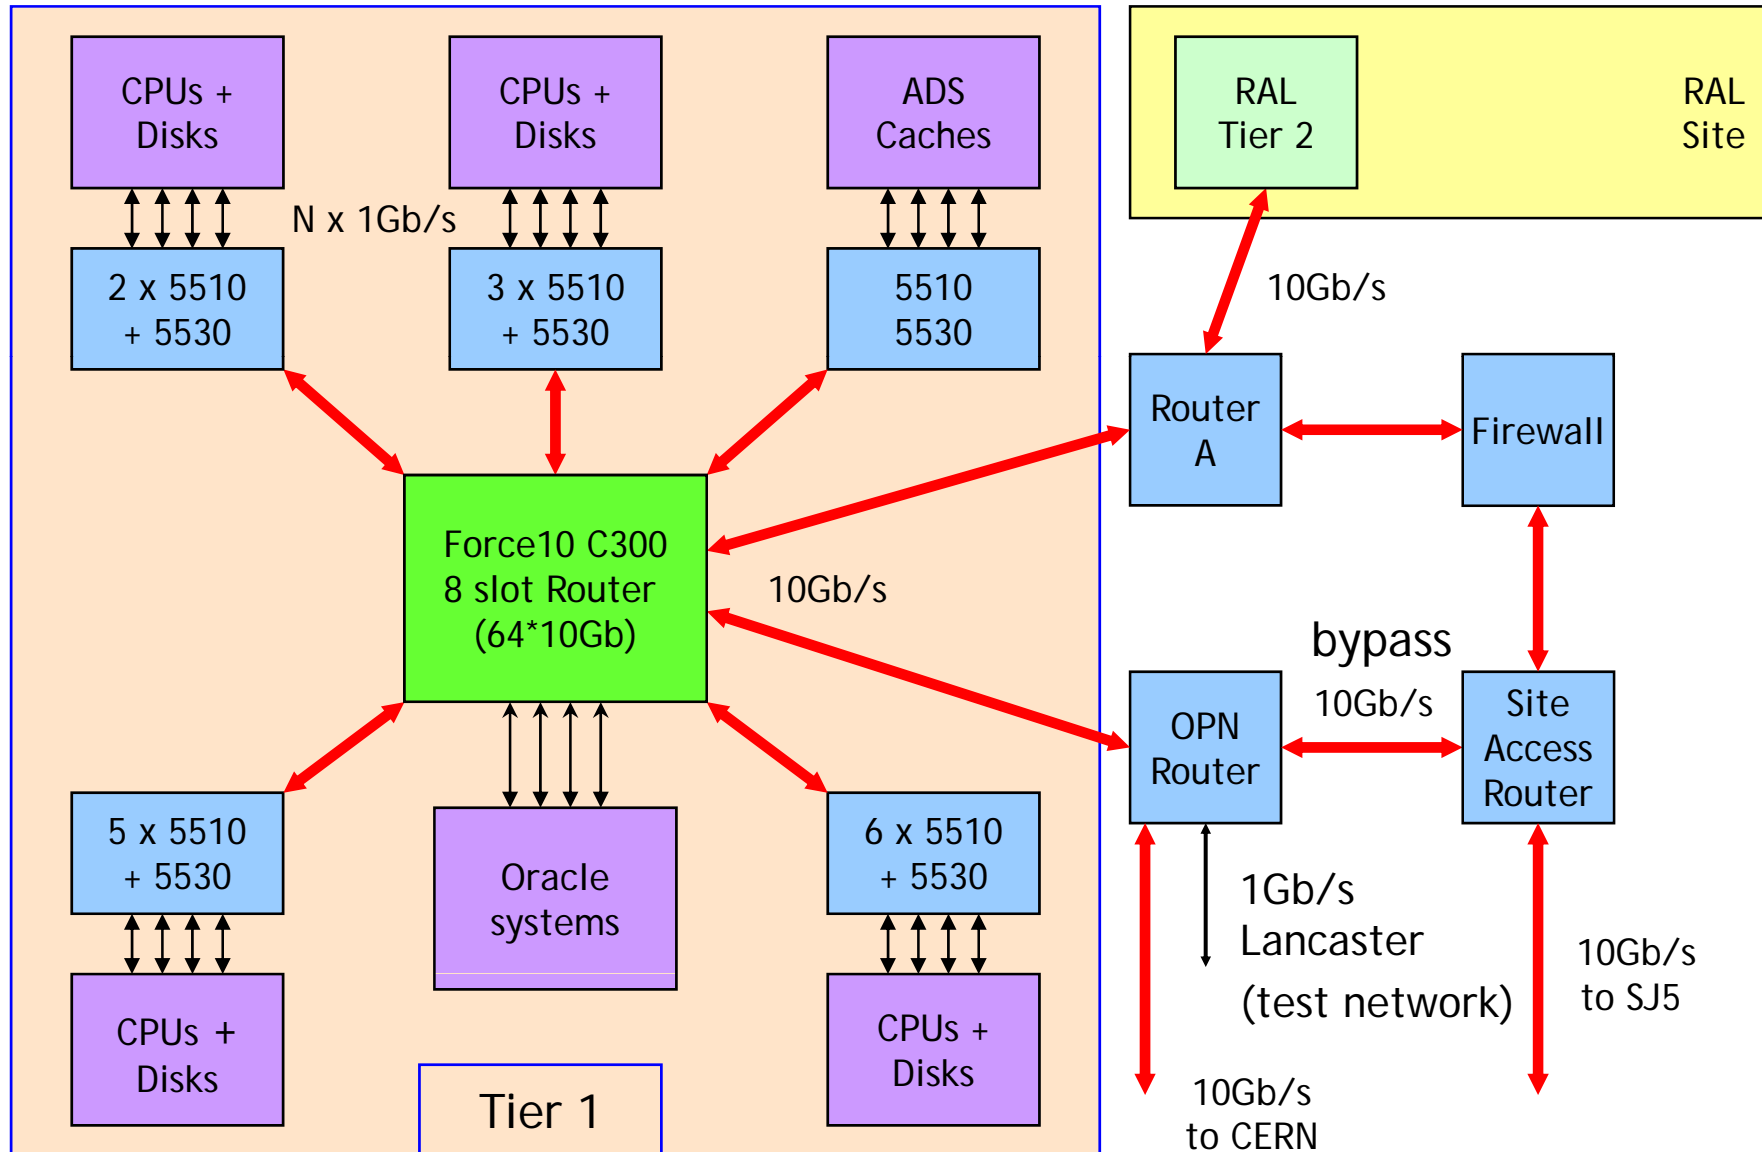 CPUs +
Disks
CPUs +
Disks
ADS
Caches
RAL
Tier 2
RAL
Site
N x 1Gb/s
2 x 5510
+ 5530
3 x 5510
+ 5530
5510
5530
10Gb/s
Router
A
Firewall
Force10 C300
8 slot Router
(64*10Gb)
10Gb/s
bypass
10Gb/s
OPN
Router
Site
Access
Router
5 x 5510
+ 5530
Oracle
systems
6 x 5510
+ 5530
1Gb/s
Lancaster
(test network)
10Gb/s
to SJ5
CPUs +
Disks
CPUs +
Disks
Tier 1
10Gb/s
to CERN